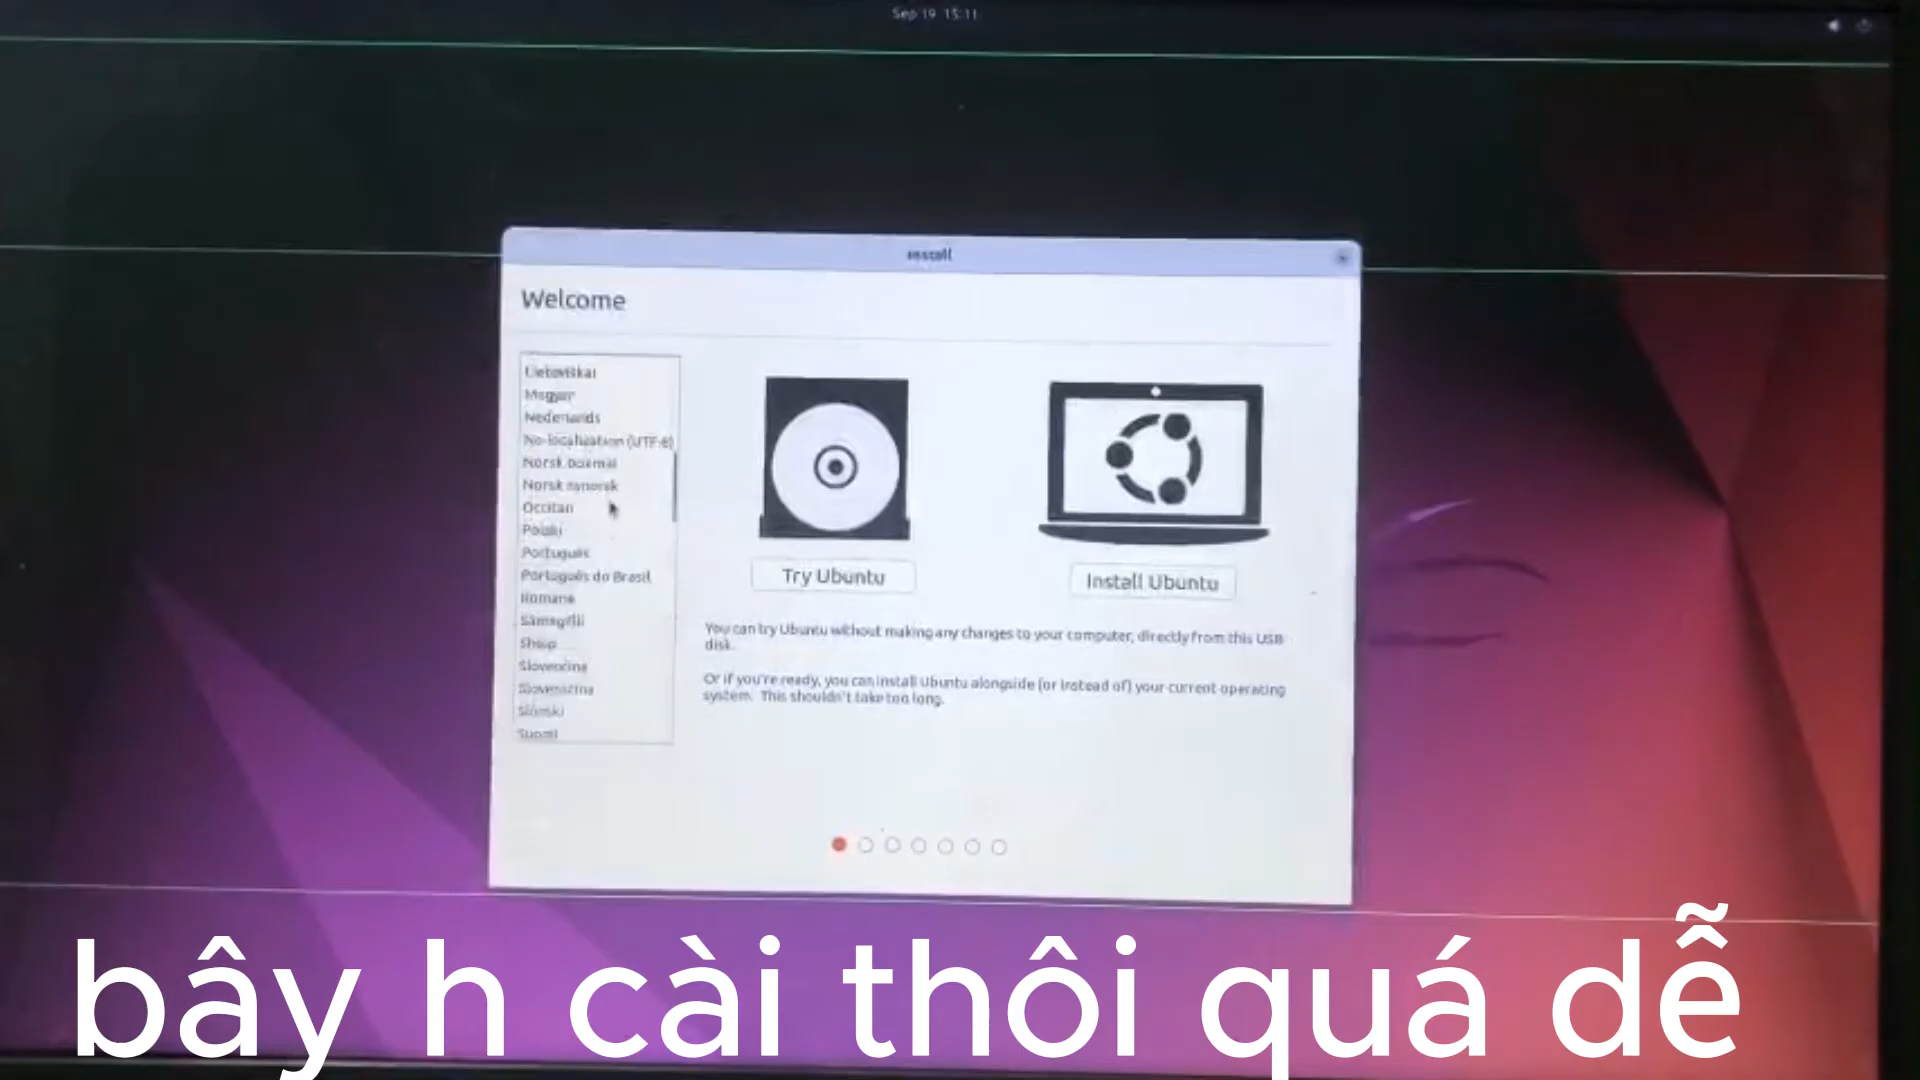 Sep 19 15:11
Install
Welcome
Lietuviškai
Magyar
Nederlands
No localization (UTF-8)
Norsk bokmål
Norsk nynorsk
Occitan
Polski
Português
Português do Brasil
Română
Sámegillii
Shqip
Slovenčina
Slovenščina
Ślōnski
Suomi
Try Ubuntu
Install Ubuntu
You can try Ubuntu without making any changes to your computer, directly from this USB
disk.
Or if you're ready, you can install Ubuntu alongside (or instead of) your current operating
system. This shouldn't take too long.
bây h cài thôi quá dễ